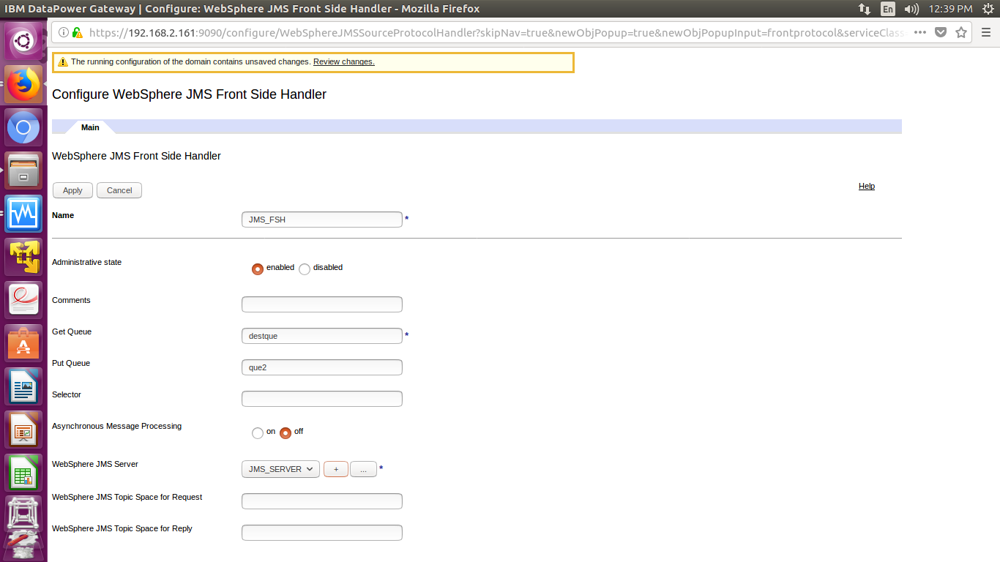 IBM DataPower Gateway | Configure: WebSphere JMS Front Side Handler - Mozilla Firefox En 12:39 PM
https://192.168.2.161:9090/configure/WebSphereJMSSourceProtocolHandler?skipNav=true&newObjPopup=true&newObjPopupInput=frontprotocol&serviceClass
The running configuration of the domain contains unsaved changes. Review changes.
Configure WebSphere JMS Front Side Handler
Main
WebSphere JMS Front Side Handler
Apply Cancel Help
Name JMS_FSH *
Administrative state enabled disabled
Comments
Get Queue destque *
Put Queue que2
Selector
Asynchronous Message Processing on off
WebSphere JMS Server JMS_SERVER + ... *
WebSphere JMS Topic Space for Request
WebSphere JMS Topic Space for Reply